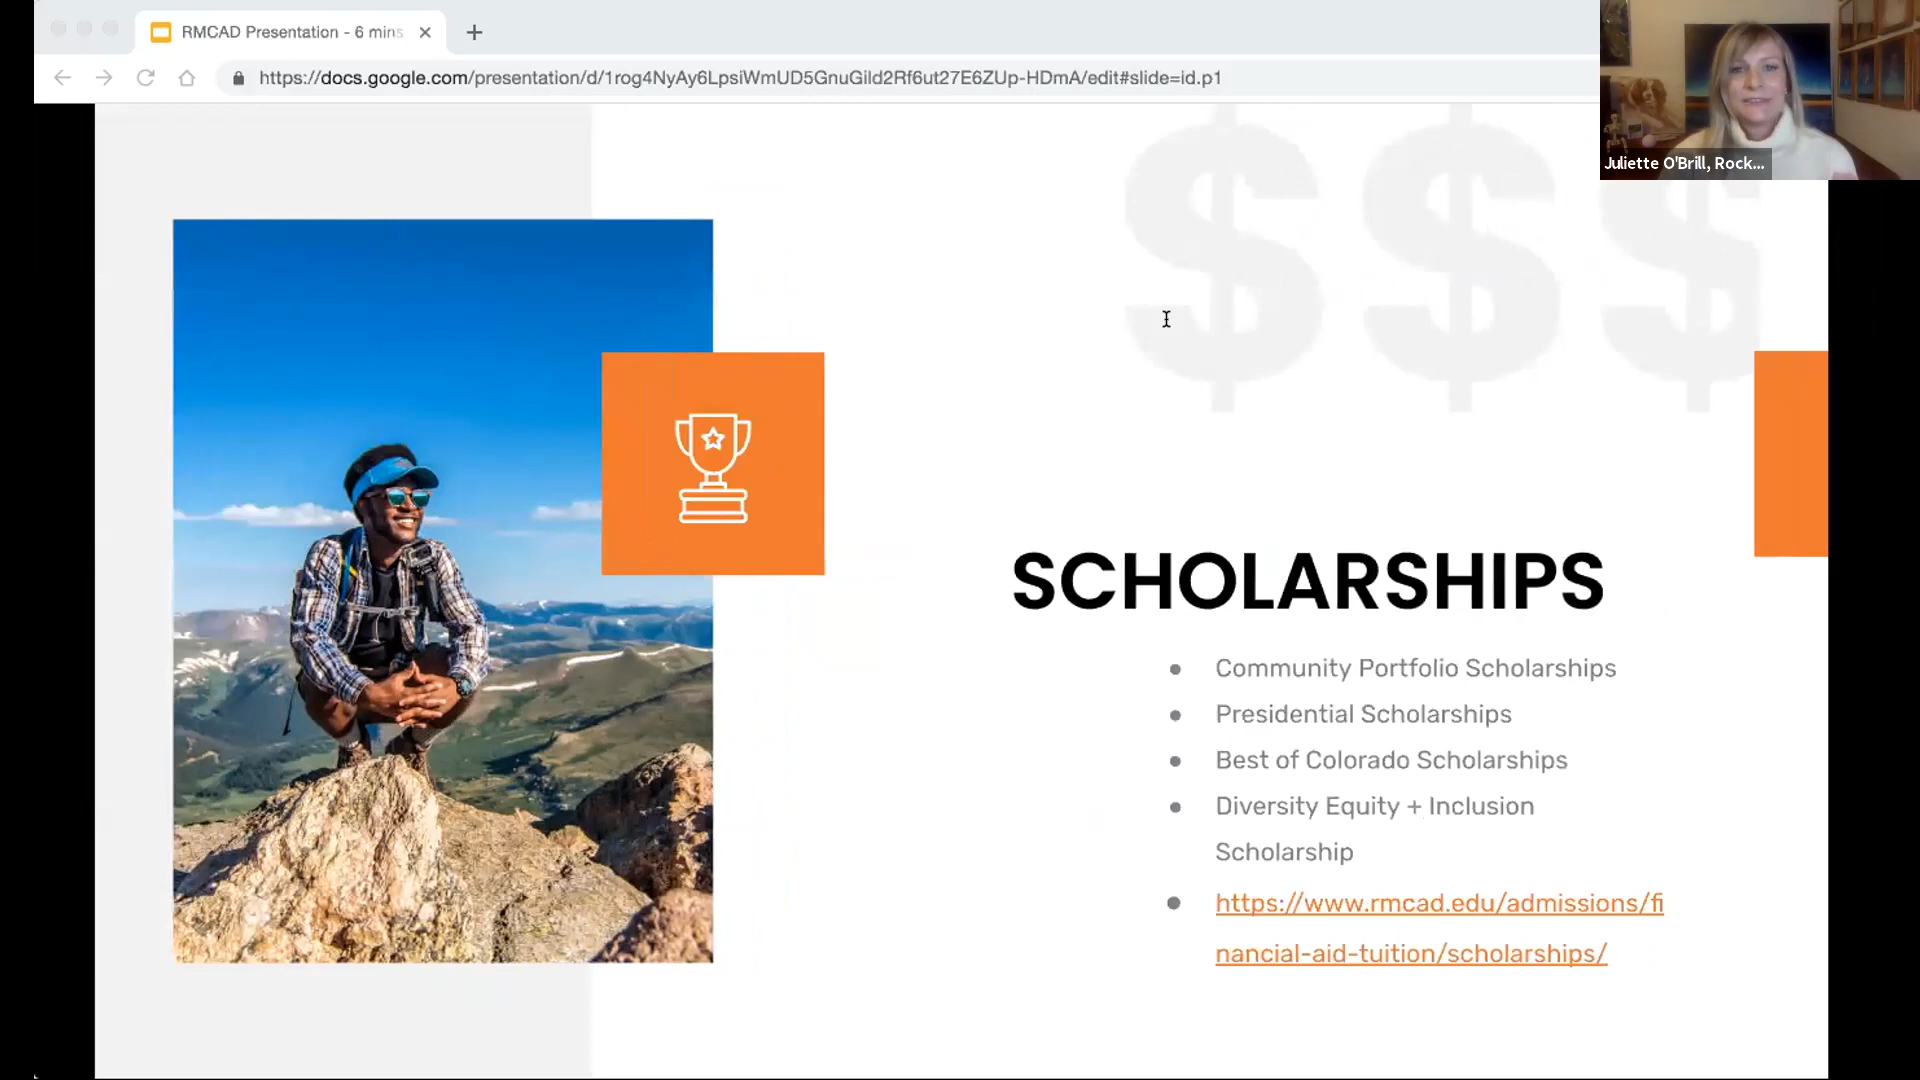 RMCAD Presentation - 6 mins
https://docs.google.com/presentation/d/1rog4NyAy6LpsiWmUD5GnuGild2Rf6ut27E6ZUp-HDmA/edit#slide=id.p1
Juliette O'Brill, Rock...
$$$
SCHOLARSHIPS
Community Portfolio Scholarships
Presidential Scholarships
Best of Colorado Scholarships
Diversity Equity + Inclusion
Scholarship
https://www.rmcad.edu/admissions/fi
nancial-aid-tuition/scholarships/